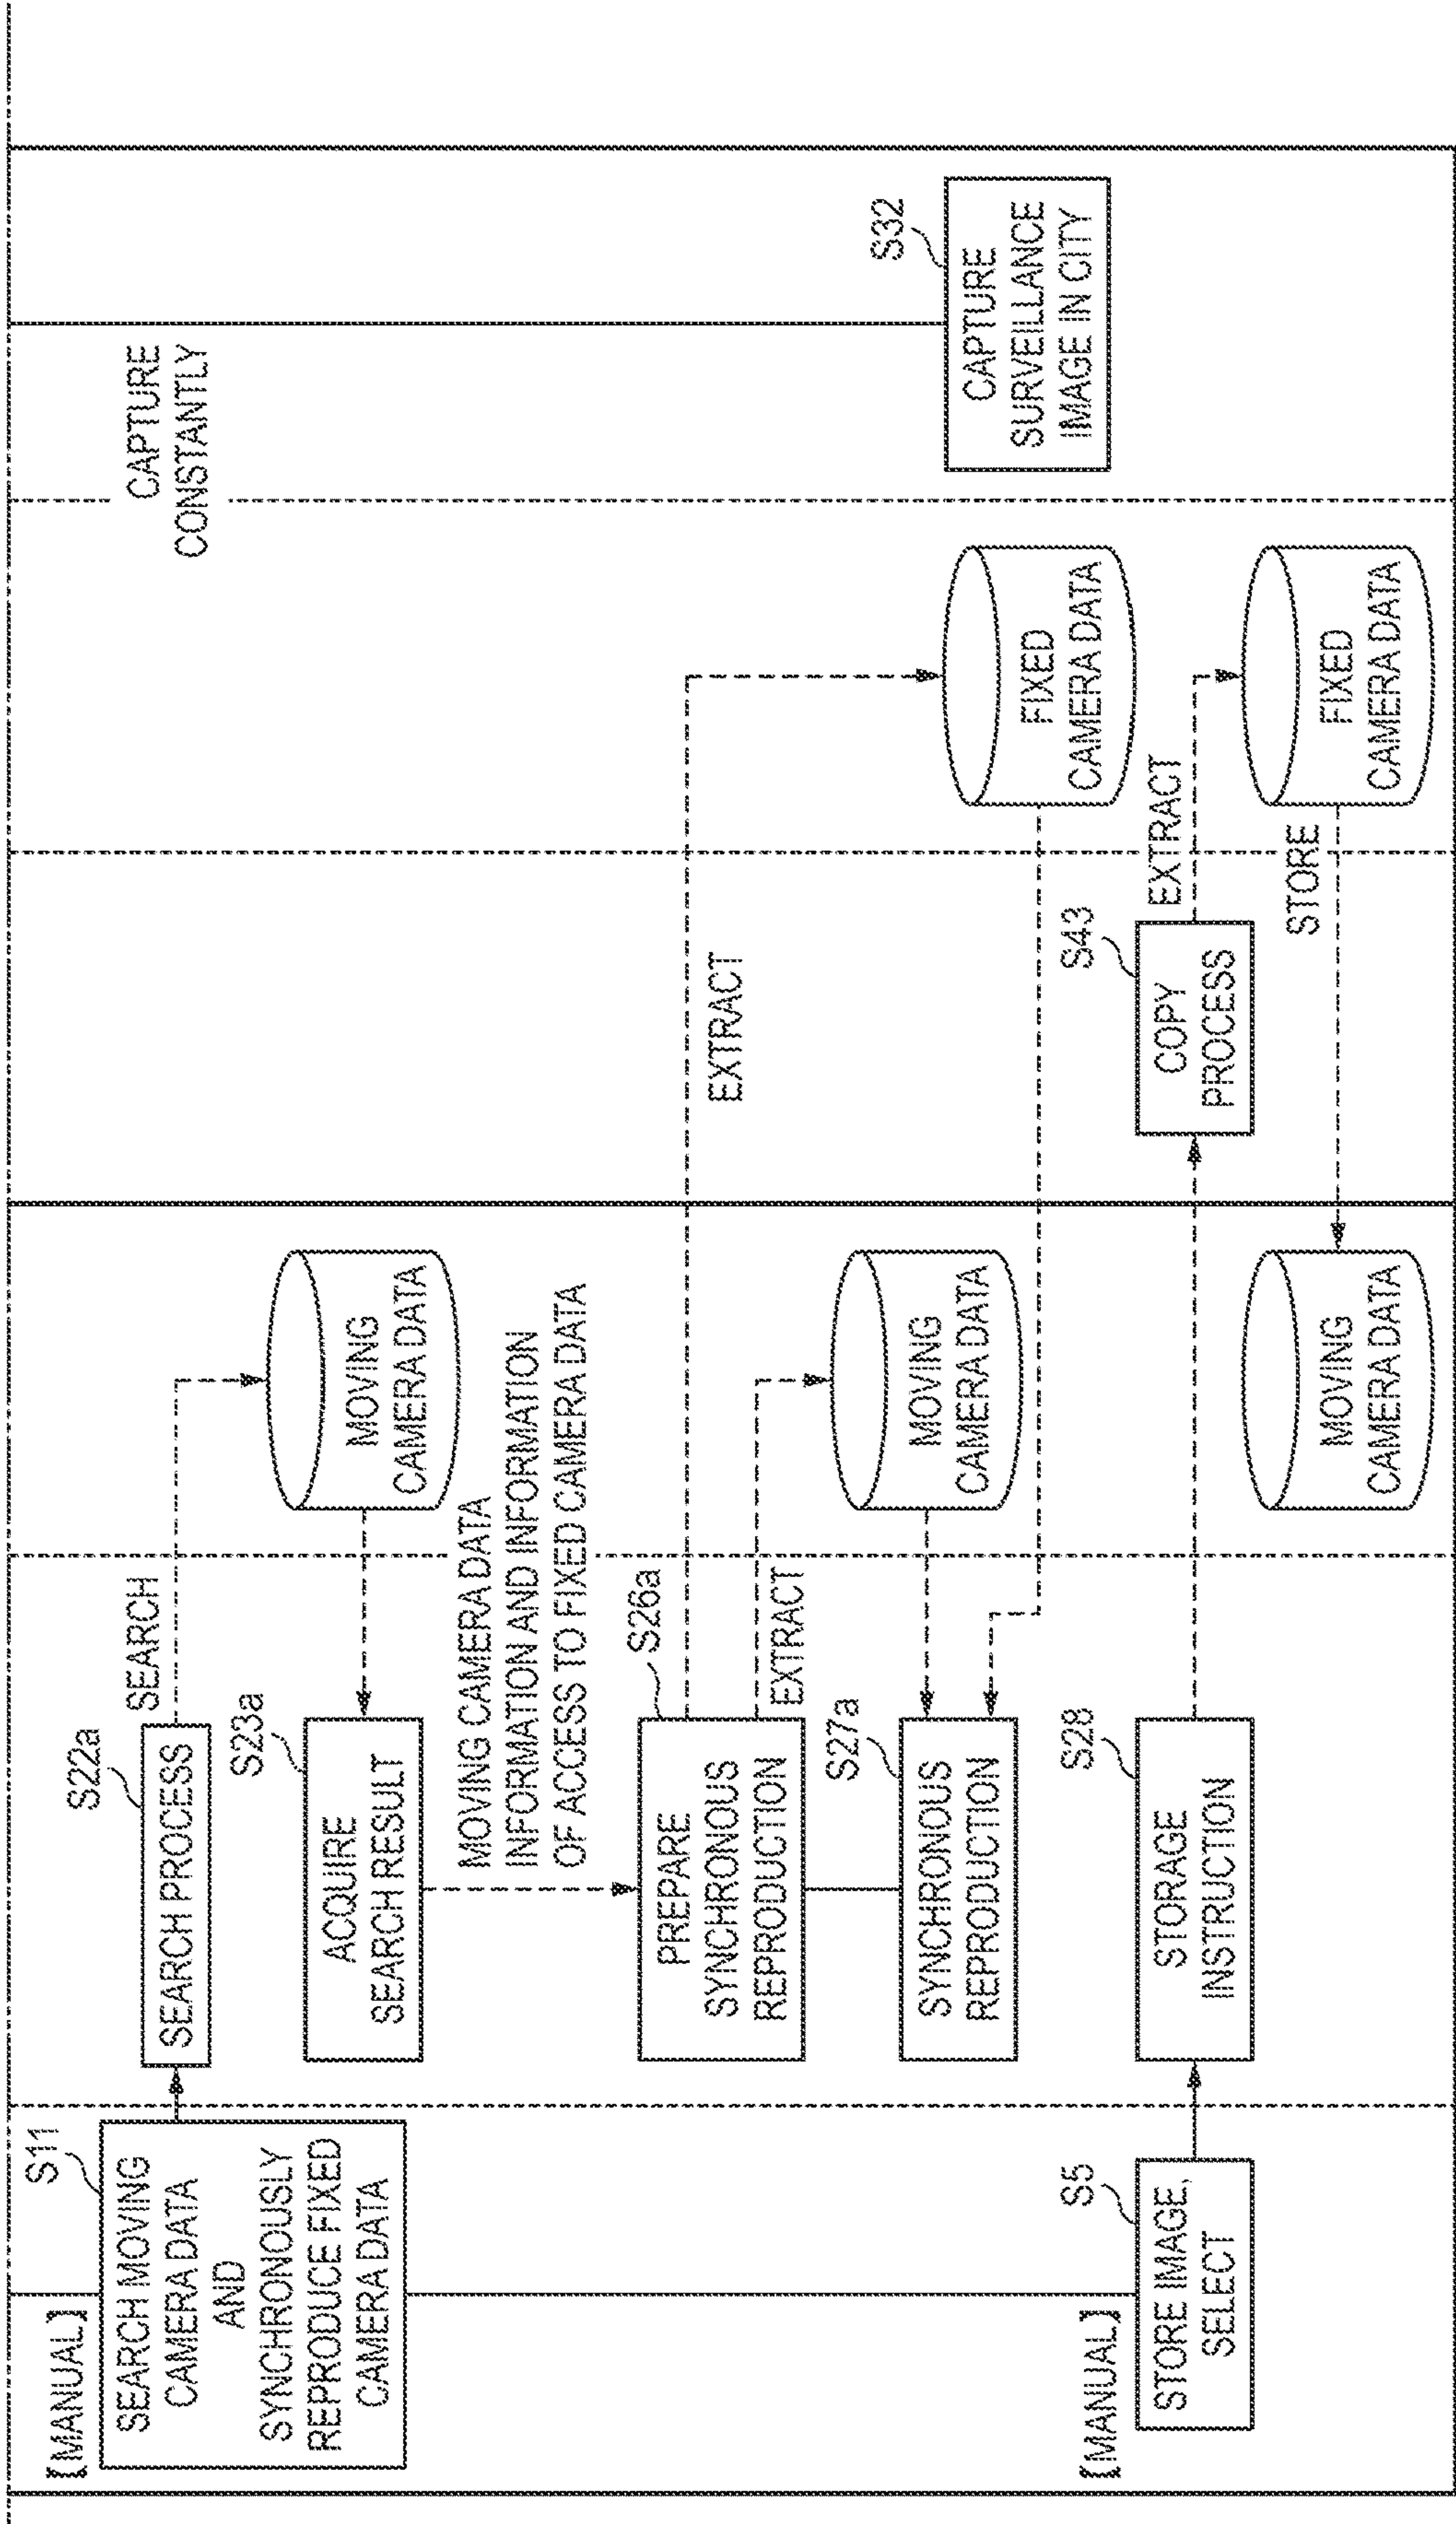 【MANUAL】
S11
SEARCH MOVING
CAMERA DATA
AND
SYNCHRONOUSLY
REPRODUCE FIXED
CAMERA DATA
S22a
SEARCH PROCESS
SEARCH
S23a
ACQUIRE
SEARCH RESULT
MOVING
CAMERA DATA
CAPTURE
CONSTANTLY
MOVING CAMERA DATA
INFORMATION AND INFORMATION
OF ACCESS TO FIXED CAMERA DATA
S26a
PREPARE
SYNCHRONOUS
REPRODUCTION
EXTRACT
EXTRACT
S27a
SYNCHRONOUS
REPRODUCTION
MOVING
CAMERA DATA
FIXED
CAMERA DATA
S32
CAPTURE
SURVEILLANCE
IMAGE IN CITY
【MANUAL】
S5
STORE IMAGE,
SELECT
S28
STORAGE
INSTRUCTION
S43
COPY
PROCESS
EXTRACT
STORE
MOVING
CAMERA DATA
FIXED
CAMERA DATA